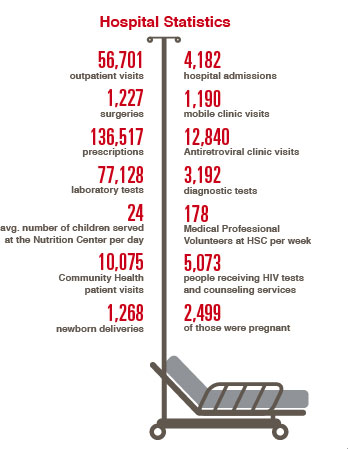 Hospital Statistics
56,701
outpatient visits
1,227
surgeries
136,517
prescriptions
77,128
laboratory tests
24
avg. number of children served
at the Nutrition Center per day
10,075
Community Health
patient visits
1,268
newborn deliveries
4,182
hospital admissions
1,190
mobile clinic visits
12,840
Antiretroviral clinic visits
3,192
diagnostic tests
178
Medical Professional
Volunteers at HSC per week
5,073
people receiving HIV tests
and counseling services
2,499
of those were pregnant